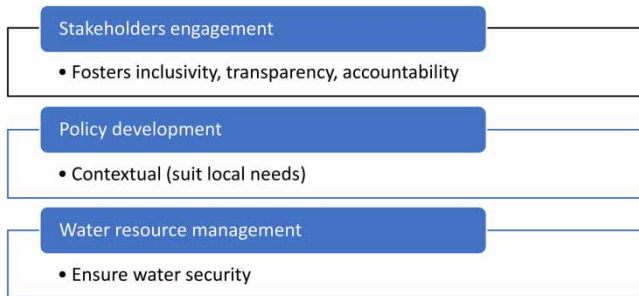 Stakeholders engagement
• Fosters inclusivity, transparency, accountability
Policy development
• Contextual (suit local needs)
Water resource management
• Ensure water security